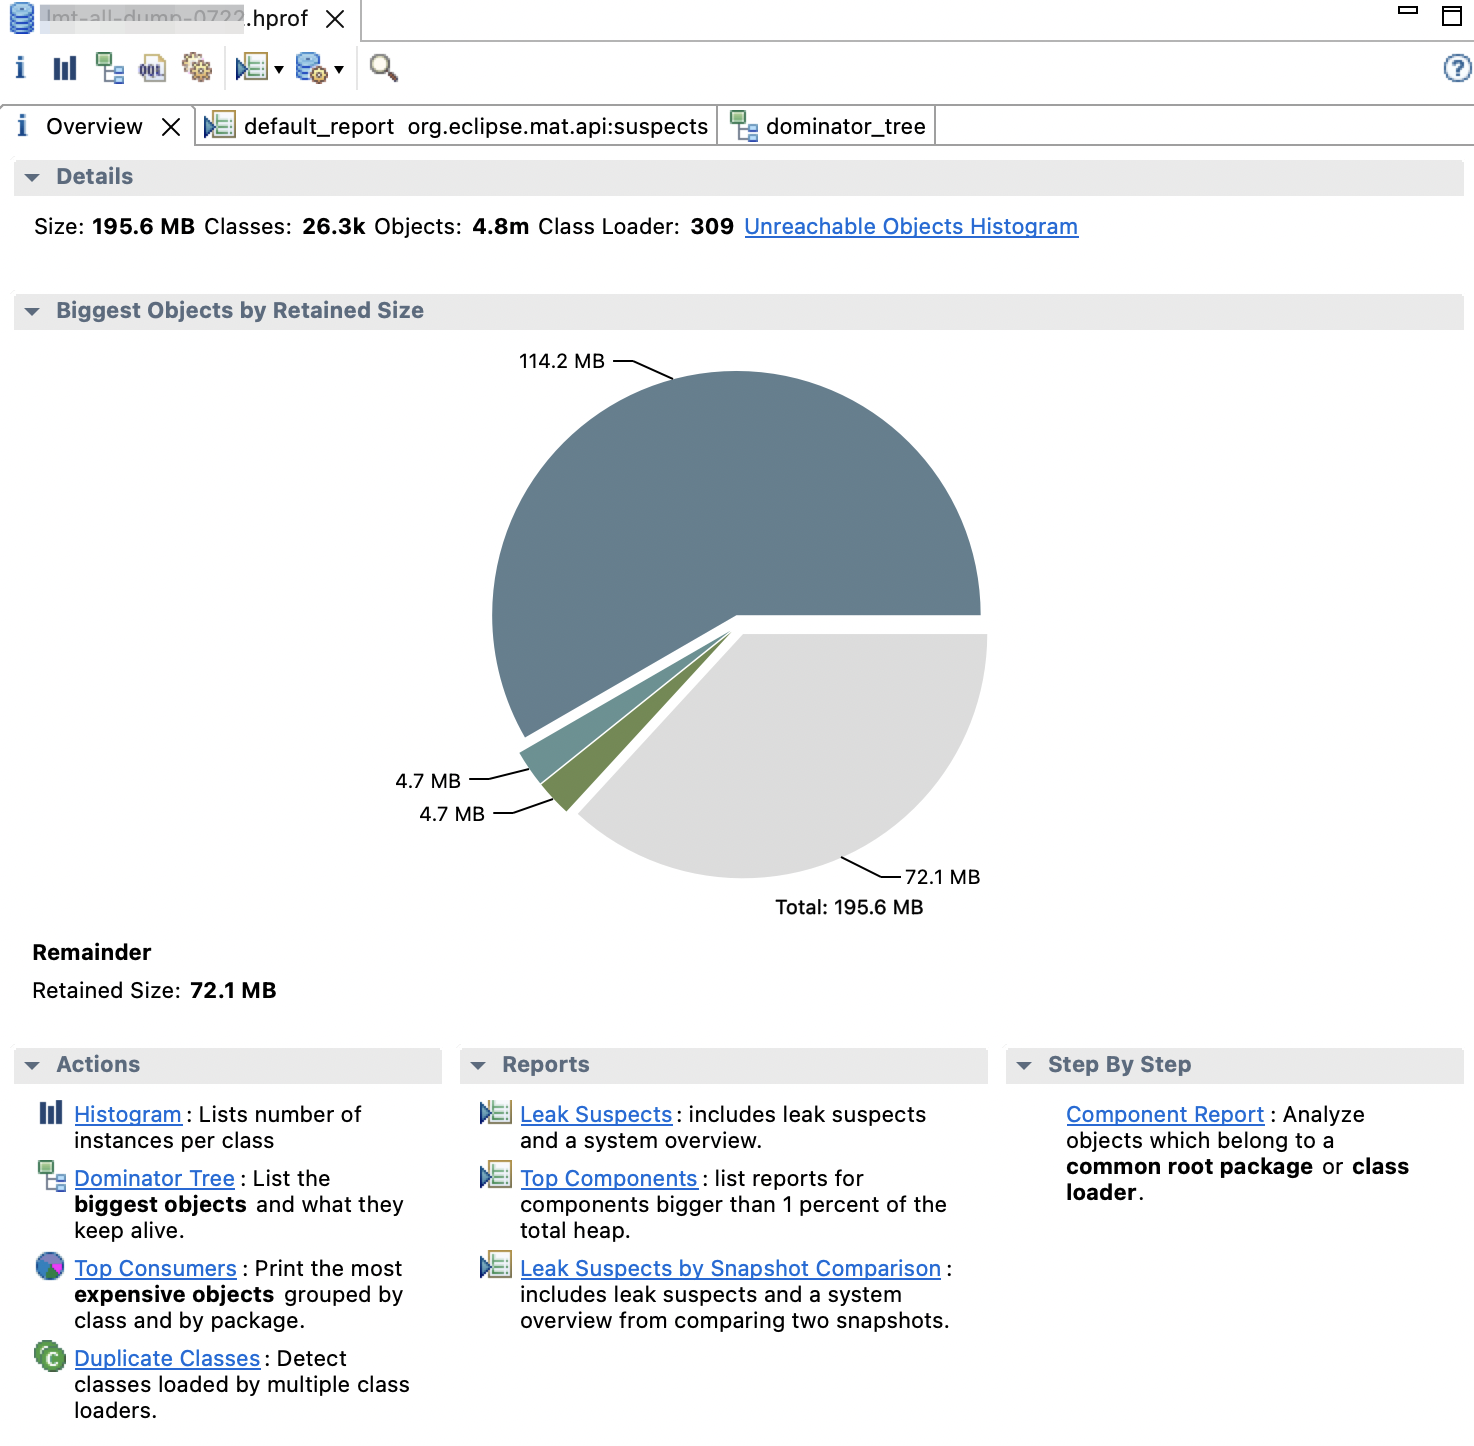 .hprof
Overview
default_report org.eclipse.mat.api:suspects
dominator_tree
Details
Size: 195.6 MB Classes: 26.3k Objects: 4.8m Class Loader: 309 Unreachable Objects Histogram
Biggest Objects by Retained Size
114.2 MB
4.7 MB
4.7 MB
72.1 MB
Total: 195.6 MB
Remainder
Retained Size: 72.1 MB
Actions
Histogram : Lists number of
instances per class
Dominator Tree : List the
biggest objects and what they
keep alive.
Top Consumers : Print the most
expensive objects grouped by
class and by package.
Duplicate Classes : Detect
classes loaded by multiple class
loaders.
Reports
Leak Suspects : includes leak suspects
and a system overview.
Top Components : list reports for
components bigger than 1 percent of the
total heap.
Leak Suspects by Snapshot Comparison :
includes leak suspects and a system
overview from comparing two snapshots.
Step By Step
Component Report : Analyze
objects which belong to a
common root package or class
loader.